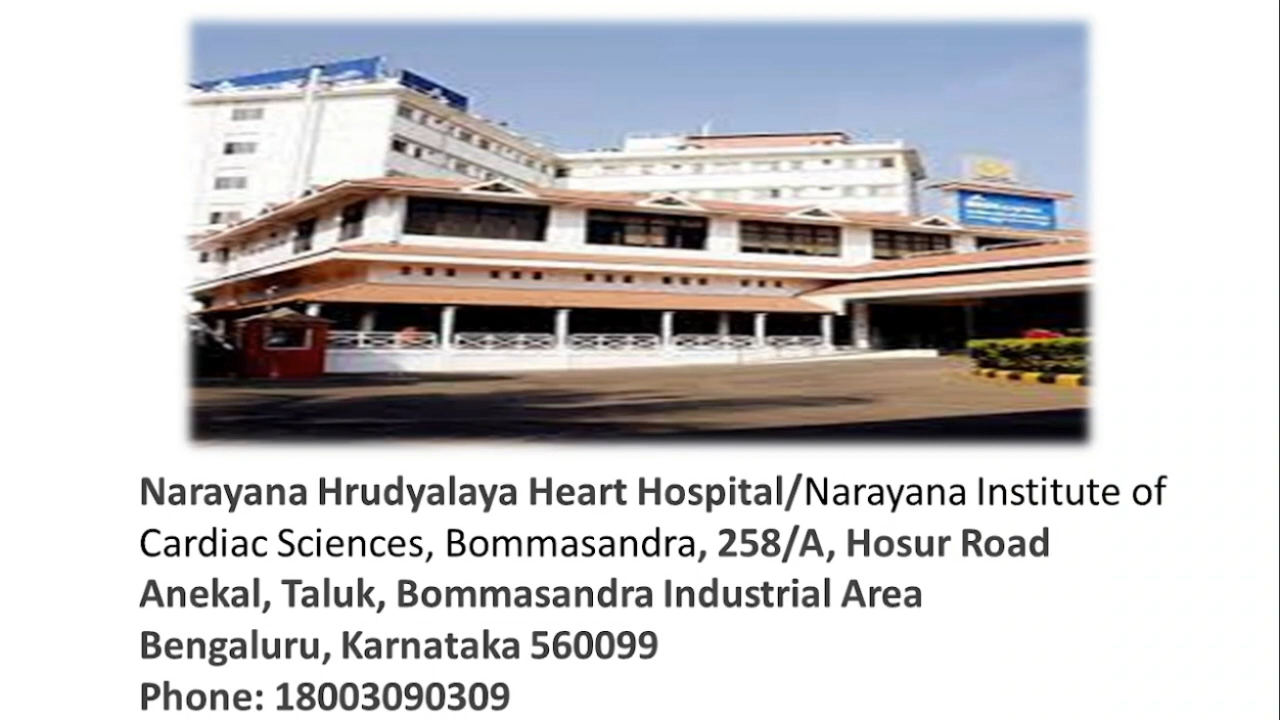 Narayana Hrudyalaya Heart Hospital/Narayana Institute of
Cardiac Sciences, Bommasandra, 258/A, Hosur Road
Anekal, Taluk, Bommasandra Industrial Area
Bengaluru, Karnataka 560099
Phone: 18003090309